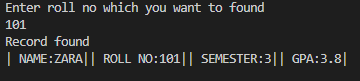 Enter roll no which you want to found
101
Record found
| NAME:ZARA|| ROLL NO:101|| SEMESTER:3|| GPA:3.8|